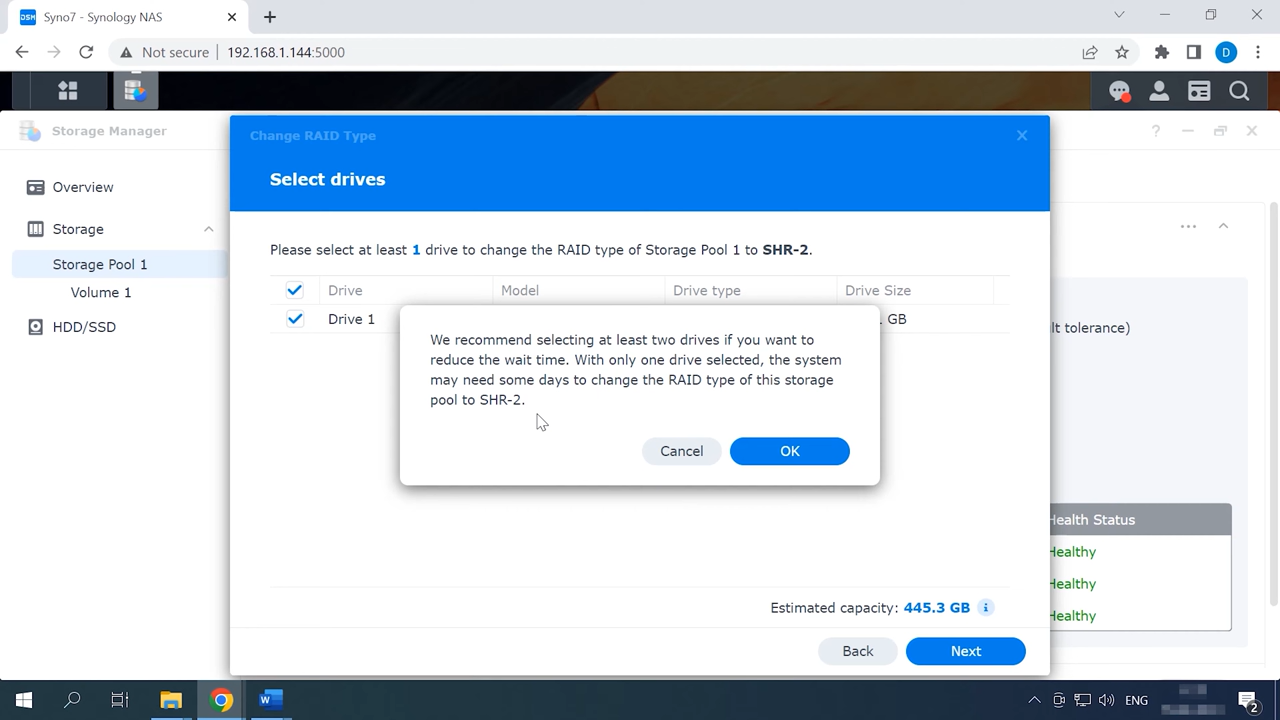 DSM
Syno7 - Synology NAS
Not secure
192.168.1.144:5000
D
Storage Manager
?
Overview
Storage
Storage Pool 1
Volume 1
HDD/SSD
Change RAID Type
Select drives
Please select at least 1 drive to change the RAID type of Storage Pool 1 to SHR-2.
Drive Model Drive type Drive Size
Drive 1 GB
We recommend selecting at least two drives if you want to
reduce the wait time. With only one drive selected, the system
may need some days to change the RAID type of this storage
pool to SHR-2.
Cancel OK
Estimated capacity: 445.3 GB
Back Next
lt tolerance)
Health Status
Healthy
Healthy
Healthy
W
ENG
2